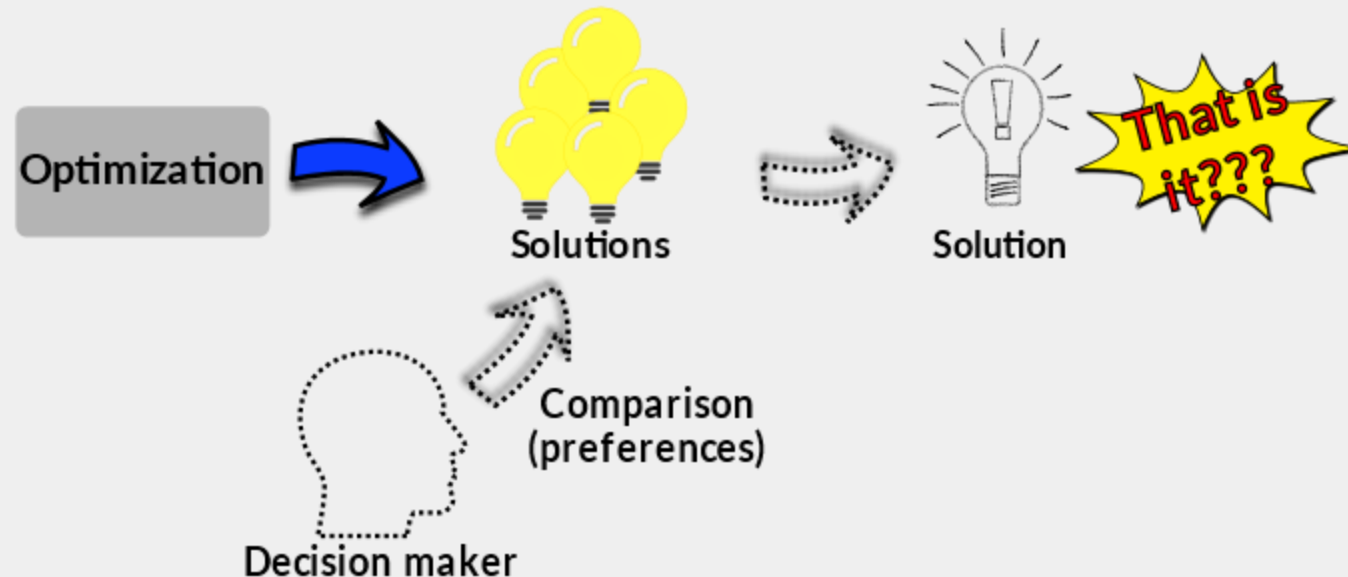 Optimization
Solutions
Solution
That is
it???
Comparison
(preferences)
Decision maker